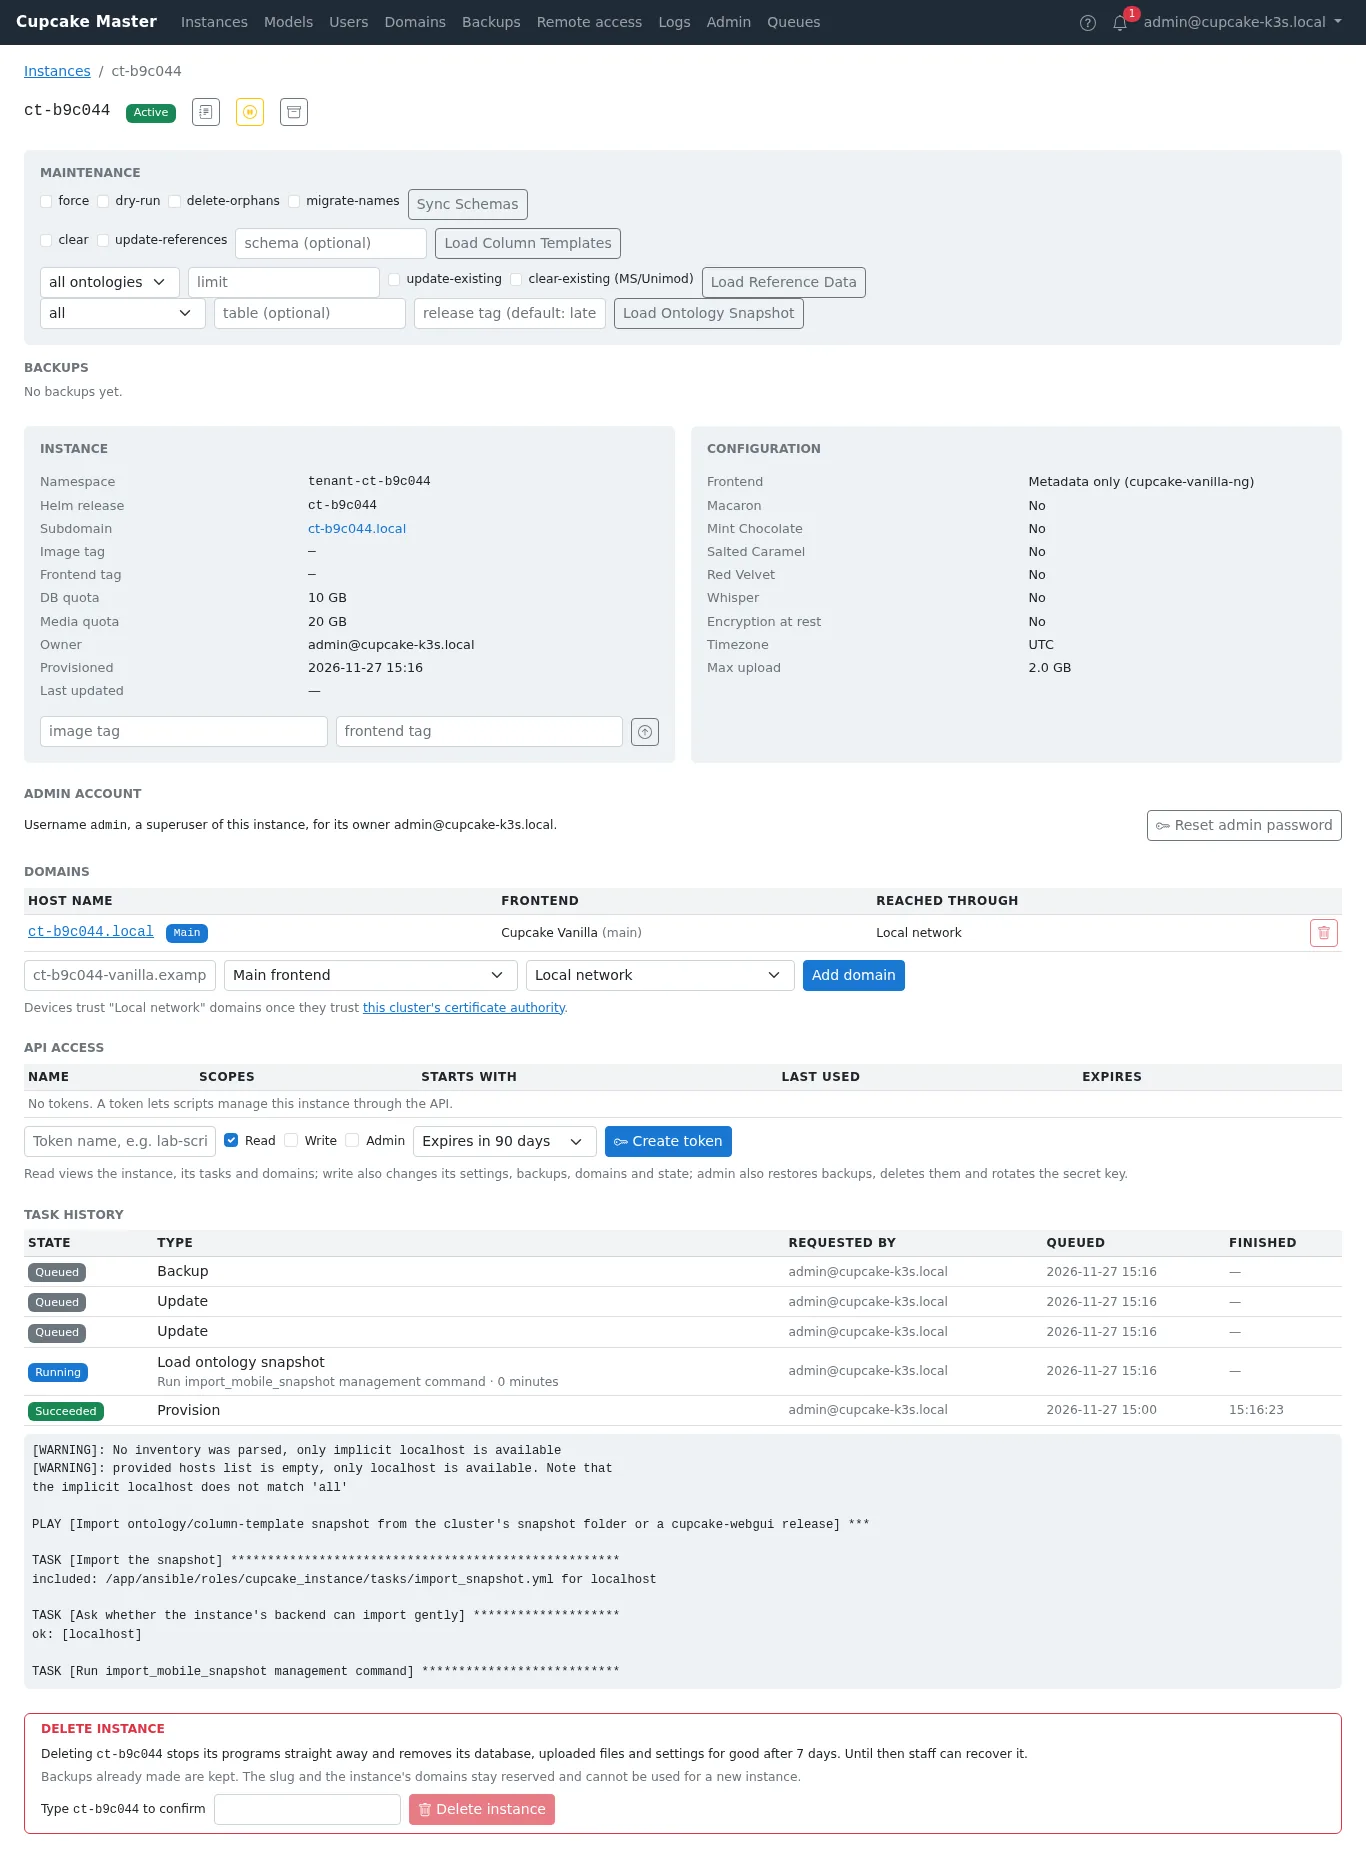 Cupcake Master Instances Models Users Domains Backups Remote access Logs Admin Queues 1 admin@cupcake-k3s.local
Instances / ct-b9c044
ct-b9c044 Active
MAINTENANCE
force dry-run delete-orphans migrate-names Sync Schemas
clear update-references schema (optional) Load Column Templates
all ontologies limit update-existing clear-existing (MS/Unimod) Load Reference Data
all table (optional) release tag (default: late Load Ontology Snapshot
BACKUPS
No backups yet.
INSTANCE
Namespace tenant-ct-b9c044
Helm release ct-b9c044
Subdomain ct-b9c044.local
Image tag —
Frontend tag —
DB quota 10 GB
Media quota 20 GB
Owner admin@cupcake-k3s.local
Provisioned 2026-11-27 15:16
Last updated —
image tag frontend tag
CONFIGURATION
Frontend Metadata only (cupcake-vanilla-ng)
Macaron No
Mint Chocolate No
Salted Caramel No
Red Velvet No
Whisper No
Encryption at rest No
Timezone UTC
Max upload 2.0 GB
ADMIN ACCOUNT
Username admin, a superuser of this instance, for its owner admin@cupcake-k3s.local. Reset admin password
DOMAINS
HOST NAME FRONTEND REACHED THROUGH
ct-b9c044.local Main Cupcake Vanilla (main) Local network
ct-b9c044-vanilla.examp Main frontend Local network Add domain
Devices trust "Local network" domains once they trust this cluster's certificate authority.
API ACCESS
NAME SCOPES STARTS WITH LAST USED EXPIRES
No tokens. A token lets scripts manage this instance through the API.
Token name, e.g. lab-scri Read Write Admin Expires in 90 days Create token
Read views the instance, its tasks and domains; write also changes its settings, backups, domains and state; admin also restores backups, deletes them and rotates the secret key.
TASK HISTORY
STATE TYPE REQUESTED BY QUEUED FINISHED
Queued Backup admin@cupcake-k3s.local 2026-11-27 15:16 —
Queued Update admin@cupcake-k3s.local 2026-11-27 15:16 —
Queued Update admin@cupcake-k3s.local 2026-11-27 15:16 —
Running Load ontology snapshot admin@cupcake-k3s.local 2026-11-27 15:16 —
Run import_mobile_snapshot management command · 0 minutes
Succeeded Provision admin@cupcake-k3s.local 2026-11-27 15:00 15:16:23
[WARNING]: No inventory was parsed, only implicit localhost is available
[WARNING]: provided hosts list is empty, only localhost is available. Note that
the implicit localhost does not match 'all'
PLAY [Import ontology/column-template snapshot from the cluster's snapshot folder or a cupcake-webgui release] ***
TASK [Import the snapshot] *****************************************************
included: /app/ansible/roles/cupcake_instance/tasks/import_snapshot.yml for localhost
TASK [Ask whether the instance's backend can import gently] ********************
ok: [localhost]
TASK [Run import_mobile_snapshot management command] ***************************
DELETE INSTANCE
Deleting ct-b9c044 stops its programs straight away and removes its database, uploaded files and settings for good after 7 days. Until then staff can recover it.
Backups already made are kept. The slug and the instance's domains stay reserved and cannot be used for a new instance.
Type ct-b9c044 to confirm Delete instance